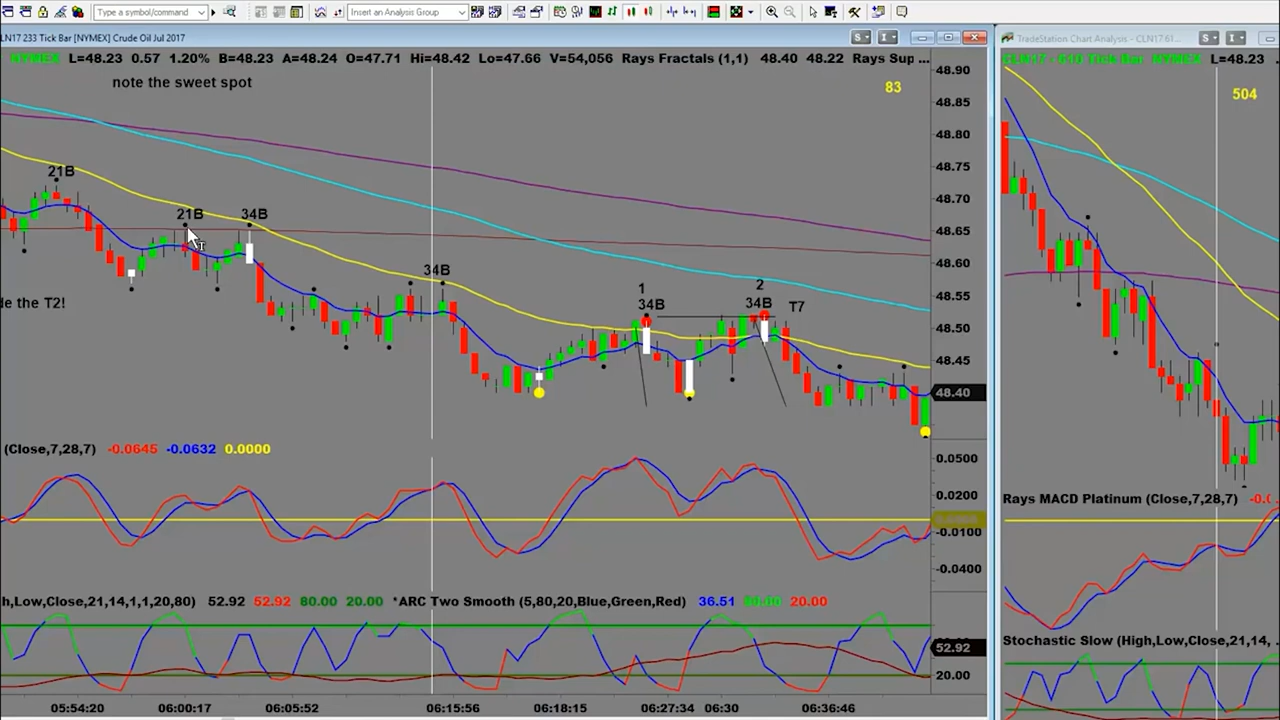 Type a symbol/command
Insert an Analysis Group
CLN17 233 Tick Bar [NYMEX] Crude Oil Jul 2017
NYMEX L=48.23 0.57 1.20% B=48.23 A=48.24 O=47.71 Hi=48.42 Lo=47.66 V=54,056 Rays Fractals (1,1) 48.40 48.22 Rays Sup ...
note the sweet spot
83
48.90
48.85
48.80
48.75
48.70
48.65
48.60
48.55
48.50
48.45
48.40
21B
21B 34B
34B
1
34B
2
34B
T7
de the T2!
(Close,7,28,7) -0.0645 -0.0632 0.0000
0.0500
0.0200
-0.0100
-0.0400
h,Low,Close,21,14,1,1,20,80) 52.92 52.92 80.00 20.00 *ARC Two Smooth (5,80,20,Blue,Green,Red) 36.51 20.00
52.92
20.00
05:54:20 06:00:17 06:05:52 06:15:56 06:18:15 06:27:34 06:30 06:36:46
TradeStation Chart Analysis - CLN17 61...
Tick Bar NYMEX L=48.23
504
Rays MACD Platinum (Close,7,28,7) -0.0
Stochastic Slow (High,Low,Close,21,14, ...